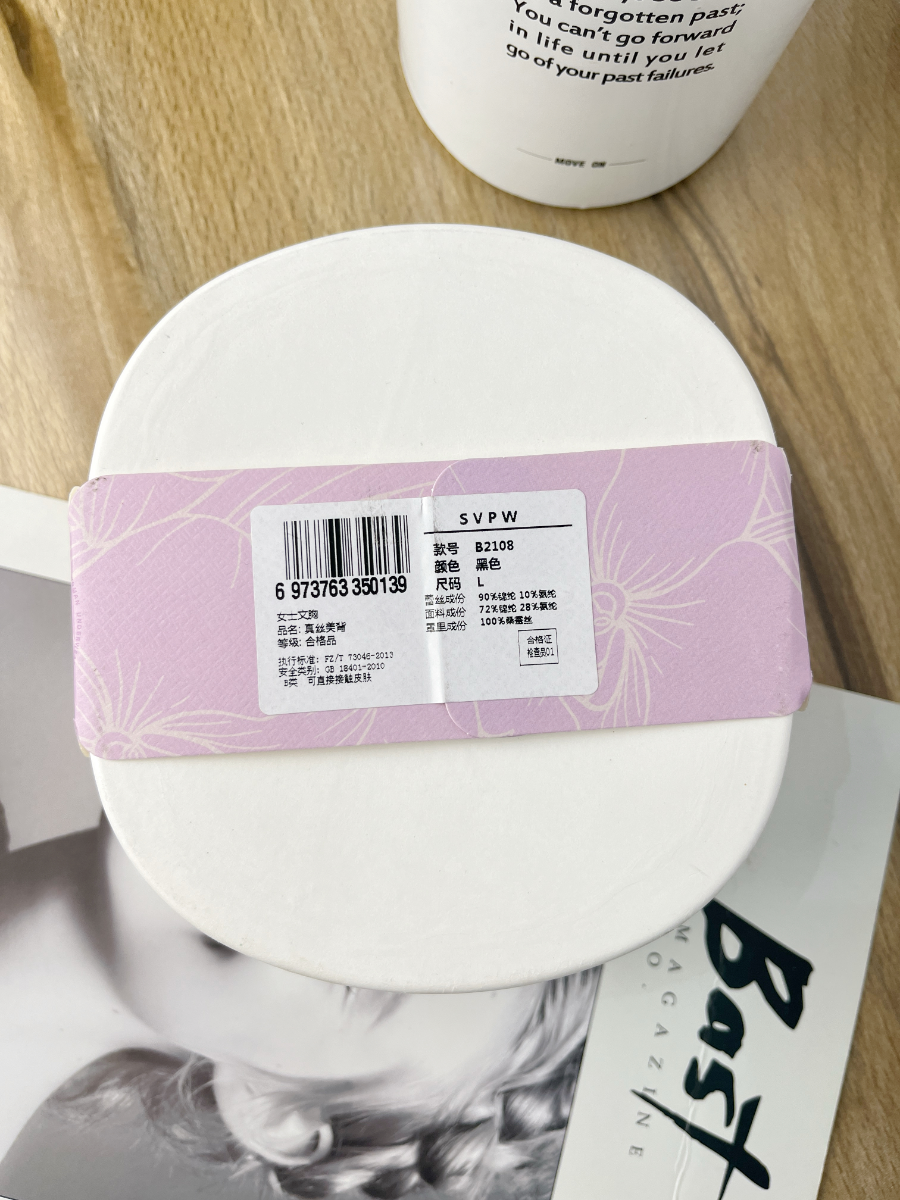 a forgotten past;
You can't go forward
in life until you let
go of your past failures.
MOVE ON
6 973763 350139
女士文胸
品名: 真丝美背
等级: 合格品
执行标准: FZ/T 73046-2013
安全类别: GB 18401-2010
B类 可直接接触皮肤
SVPW
款号 B2108
颜色 黑色
尺码 L
蕾丝成份 90%锦纶 10%氨纶
面料成份 72%锦纶 28%氨纶
罩里成份 100%桑蚕丝
合格证
检查品01
Bast
MAGAZINE
NO.